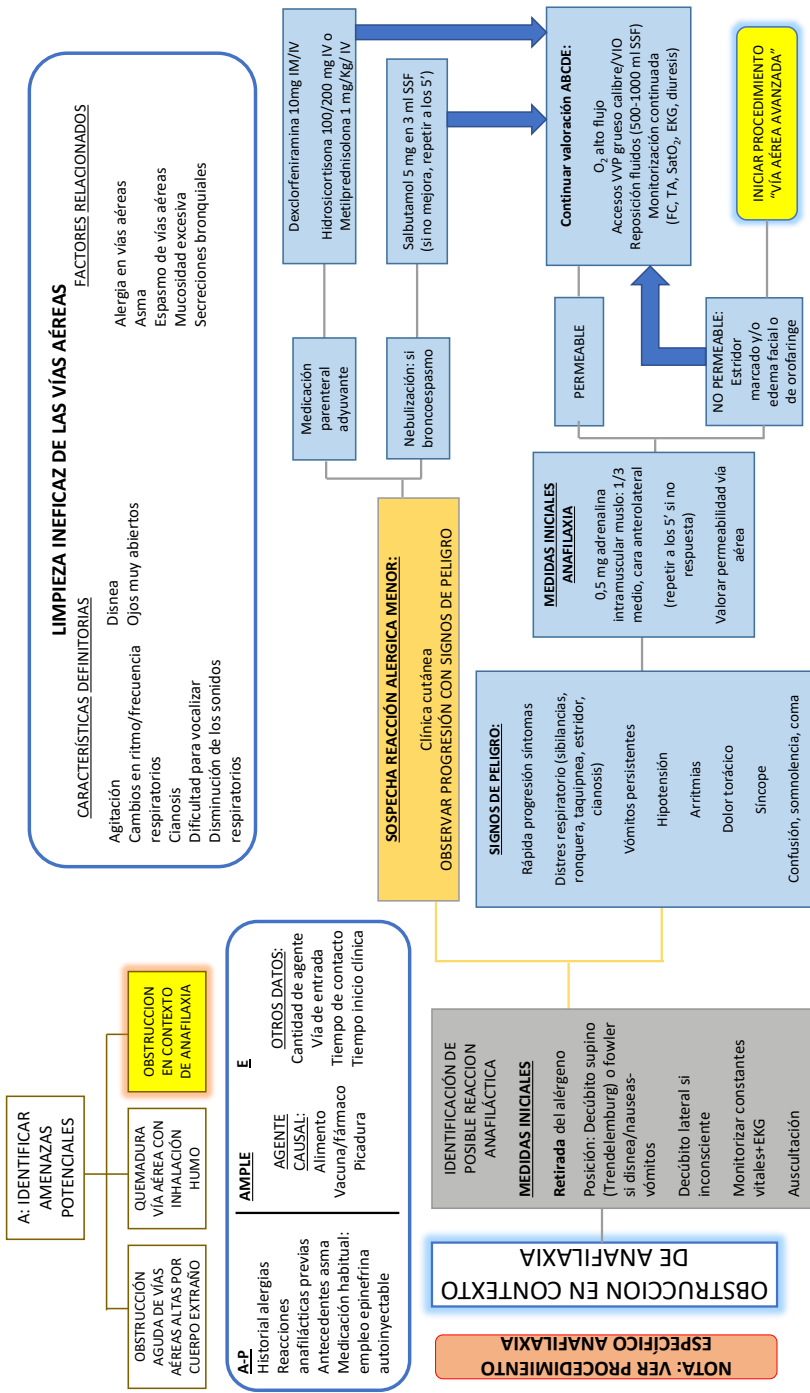 A: IDENTIFICAR
AMENAZAS
POTENCIALES
OBSTRUCCIÓN
AGUDA DE VÍAS
AÉREAS ALTAS POR
CUERPO EXTRAÑO
QUEMADURA
VÍA AÉREA CON
INHALACIÓN
HUMO
OBSTRUCCION
EN CONTEXTO
DE ANAFILAXIA
LIMPIEZA INEFICAZ DE LAS VÍAS AÉREAS
CARACTERÍSTICAS DEFINITORIAS
Agitación
Cambios en ritmo/frecuencia
respiratorios
Cianosis
Dificultad para vocalizar
Disminución de los sonidos
respiratorios
Disnea
Ojos muy abiertos
FACTORES RELACIONADOS
Alergia en vías aéreas
Asma
Espasmo de vías aéreas
Mucosidad excesiva
Secreciones bronquiales
AMPLE
A-P
Historial alergias
Reacciones
anafilácticas previas
Antecedentes asma
Medicación habitual:
empleo epinefrina
autoinyectable
E
AGENTE
CAUSAL:
Alimento
Vacuna/fármaco
Picadura
OTROS DATOS:
Cantidad de agente
Vía de entrada
Tiempo de contacto
Tiempo inicio clínica
NOTA: VER PROCEDIMIENTO
ESPECÍFICO ANAFILAXIA
OBSTRUCCION EN CONTEXTO
DE ANAFILAXIA
IDENTIFICACIÓN DE
POSIBLE REACCION
ANAFILÁCTICA
MEDIDAS INICIALES
Retirada del alérgeno
Posición: Decúbito supino
(Trendelemburg) o fowler
si disnea/nauseas-
vómitos
Decúbito lateral si
inconsciente
Monitorizar constantes
vitales+EKG
Auscultación
SOSPECHA REACCIÓN ALERGICA MENOR:
Clínica cutánea
OBSERVAR PROGRESIÓN CON SIGNOS DE PELIGRO
Medicación
parenteral
adyuvante
Dexclorfeniramina 10mg IM/IV
Hidrosicortisona 100/200 mg IV o
Metilprednisolona 1 mg/Kg/ IV
Nebulización: si
broncoespasmo
Salbutamol 5 mg en 3 ml SSF
(si no mejora, repetir a los 5’)
SIGNOS DE PELIGRO:
Rápida progresión síntomas
Distres respiratorio (sibilancias,
ronquera, taquipnea, estridor,
cianosis)
Vómitos persistentes
Hipotensión
Arritmias
Dolor torácico
Síncope
Confusión, somnolencia, coma
MEDIDAS INICIALES
ANAFILAXIA
0,5 mg adrenalina
intramuscular muslo: 1/3
medio, cara anterolateral
(repetir a los 5’ si no
respuesta)
Valorar permeabilidad vía
aérea
PERMEABLE
NO PERMEABLE:
Estridor
marcado y/o
edema facial o
de orofaringe
Continuar valoración ABCDE:
O2 alto flujo
Accesos VVP grueso calibre/VIO
Reposición fluidos (500-1000 ml SSF)
Monitorización continuada
(FC, TA, SatO2, EKG, diuresis)
INICIAR PROCEDIMIENTO
“VÍA AÉREA AVANZADA”